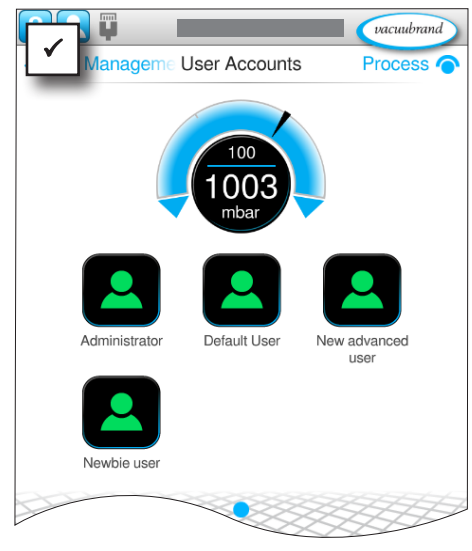 vacuubrand
Manageme User Accounts Process
100
1003
mbar
Administrator Default User New advanced
user
Newbie user